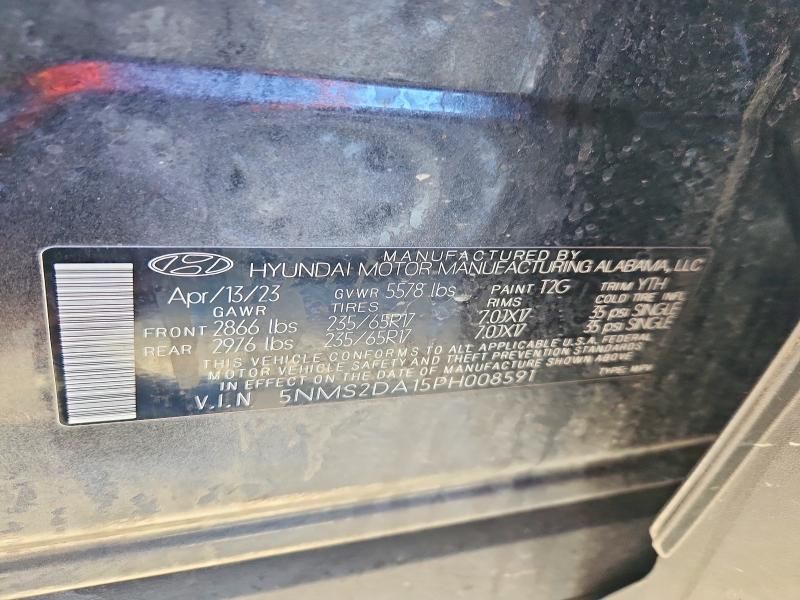 MANUFACTURED BY
HYUNDAI MOTOR MANUFACTURING ALABAMA, LLC
Apr/13/23 GVWR 5578 lbs PAINT T2G TRIM YTH
GAWR TIRES RIMS COLD TIRE INFL
FRONT 2866 lbs 235/65R17 7.0JX17 35 psi SINGLE
REAR 2976 lbs 235/65R17 7.0JX17 35 psi SINGLE
THIS VEHICLE CONFORMS TO ALL APPLICABLE U.S.A. FEDERAL
MOTOR VEHICLE SAFETY AND THEFT PREVENTION STANDARDS
IN EFFECT ON THE DATE OF MANUFACTURE SHOWN ABOVE
V.I.N 5NMS2DA15PH008591 TYPE: MPV